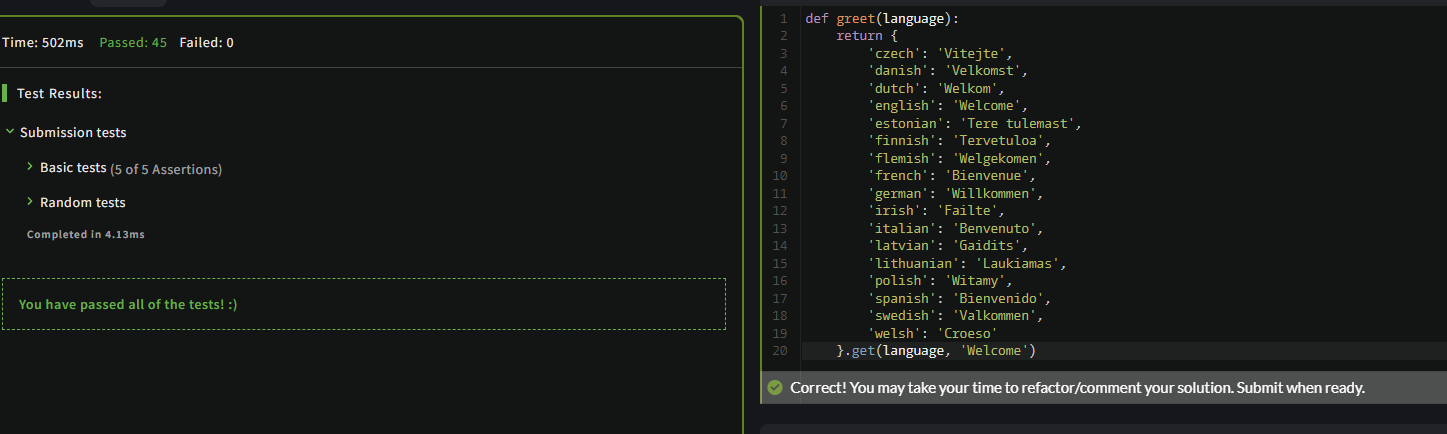 Time: 502ms Passed: 45 Failed: 0
Test Results:
Submission tests
Basic tests (5 of 5 Assertions)
Random tests
Completed in 4.13ms
You have passed all of the tests! :)
1 def greet(language):
2 return {
3 'czech': 'Vitejte',
4 'danish': 'Velkomst',
5 'dutch': 'Welkom',
6 'english': 'Welcome',
7 'estonian': 'Tere tulemast',
8 'finnish': 'Tervetuloa',
9 'flemish': 'Welgekomen',
10 'french': 'Bienvenue',
11 'german': 'Willkommen',
12 'irish': 'Failte',
13 'italian': 'Benvenuto',
14 'latvian': 'Gaidits',
15 'lithuanian': 'Laukiamas',
16 'polish': 'Witamy',
17 'spanish': 'Bienvenido',
18 'swedish': 'Valkommen',
19 'welsh': 'Croeso'
20 }.get(language, 'Welcome')
Correct! You may take your time to refactor/comment your solution. Submit when ready.